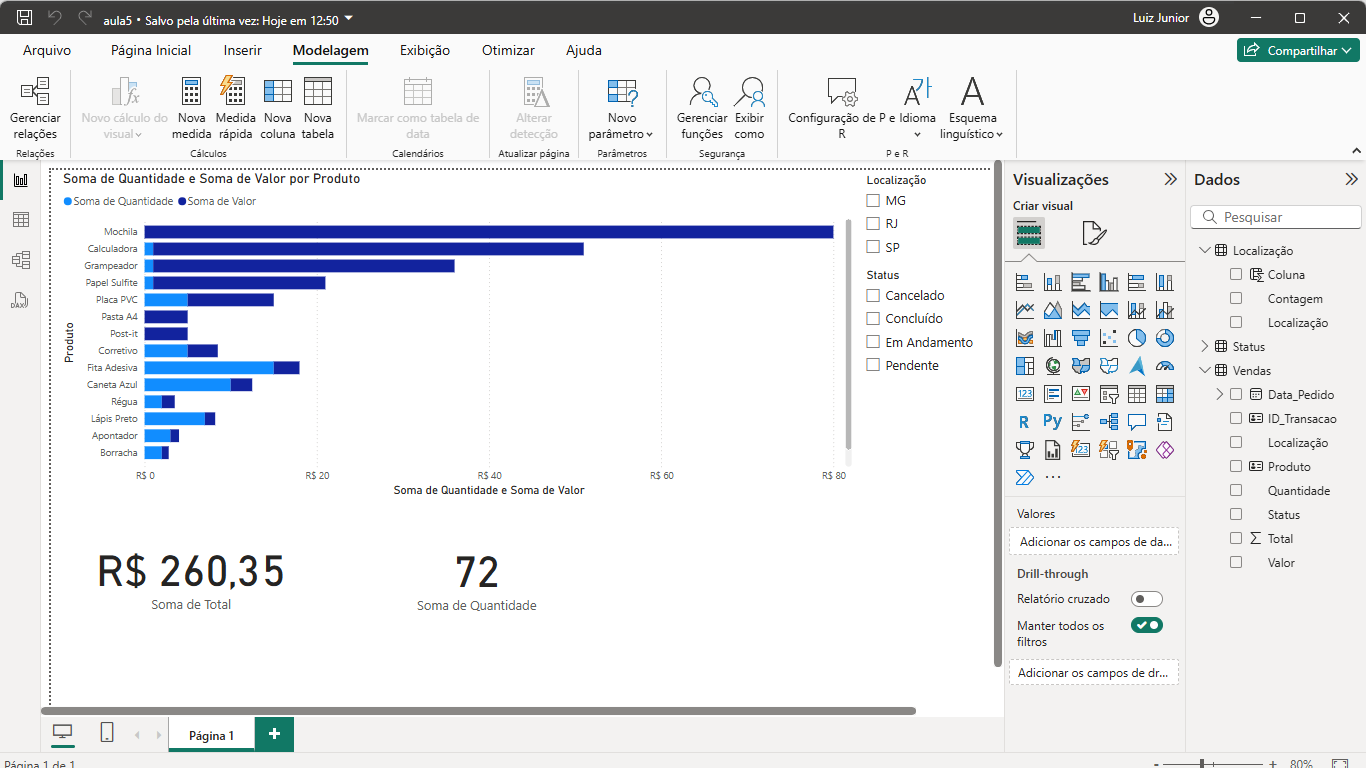 aula5 • Salvo pela última vez: Hoje em 12:50
Luiz Junior
Arquivo
Página Inicial
Inserir
Modelagem
Exibição
Otimizar
Ajuda
Compartilhar
Gerenciar relações
Novo cálculo do visual
Nova medida
Medida rápida
Nova coluna
Nova tabela
Marcar como tabela de data
Alterar detecção
Novo parâmetro
Gerenciar funções
Exibir como
Configuração de P e R
Idioma
Esquema linguístico
Relações
Cálculos
Calendários
Atualizar página
Parâmetros
Segurança
P e R
Soma de Quantidade e Soma de Valor por Produto
Soma de Quantidade
Soma de Valor
Produto
Mochila
Calculadora
Grampeador
Papel Sulfite
Placa PVC
Pasta A4
Post-it
Corretivo
Fita Adesiva
Caneta Azul
Régua
Lápis Preto
Apontador
Borracha
R$ 0
R$ 20
R$ 40
R$ 60
R$ 80
Soma de Quantidade e Soma de Valor
Localização
MG
RJ
SP
Status
Cancelado
Concluído
Em Andamento
Pendente
R$ 260,35
Soma de Total
72
Soma de Quantidade
Visualizações
Criar visual
R
Py
123
123
Valores
Adicionar os campos de da...
Drill-through
Relatório cruzado
Manter todos os
filtros
Adicionar os campos de dr...
Dados
Pesquisar
Localização
Coluna
Contagem
Localização
Status
Vendas
Data_Pedido
ID_Transacao
Localização
Produto
Quantidade
Status
Total
Valor
DAX
Página 1
Página 1 de 1
80%